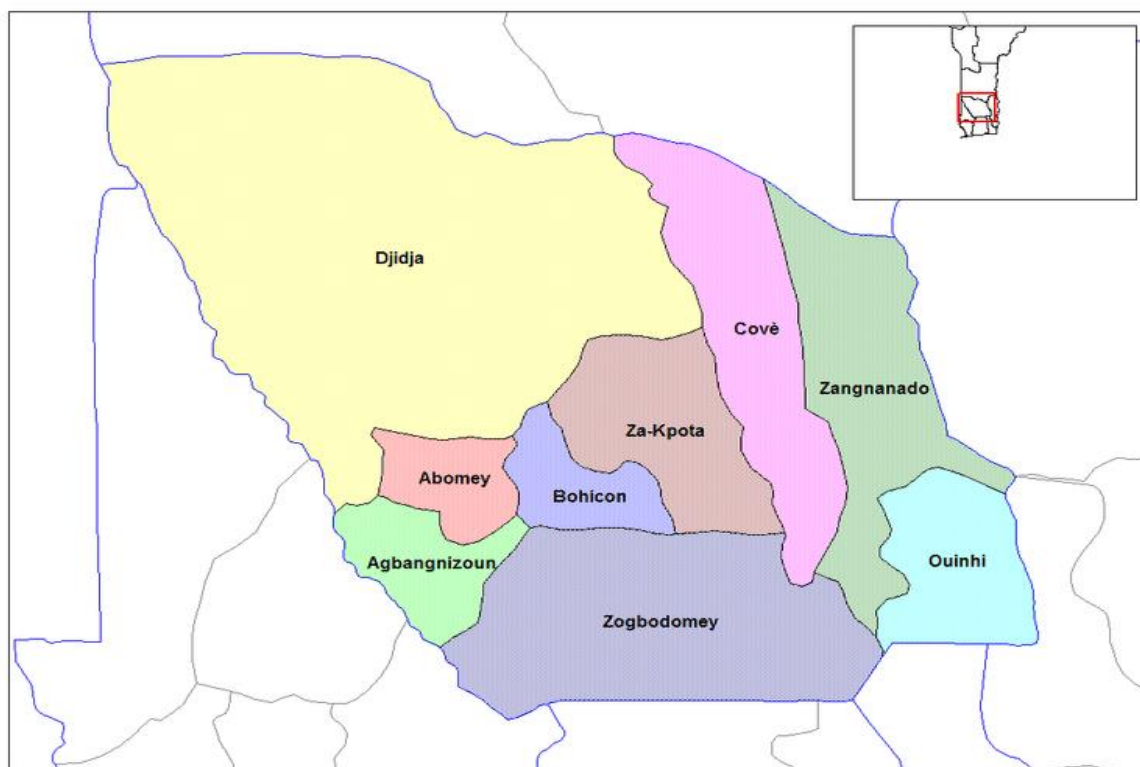 Djidja
Covè
Zangnanado
Za-Kpota
Abomey
Bohicon
Agbangnizoun
Ouinhi
Zogbodomey